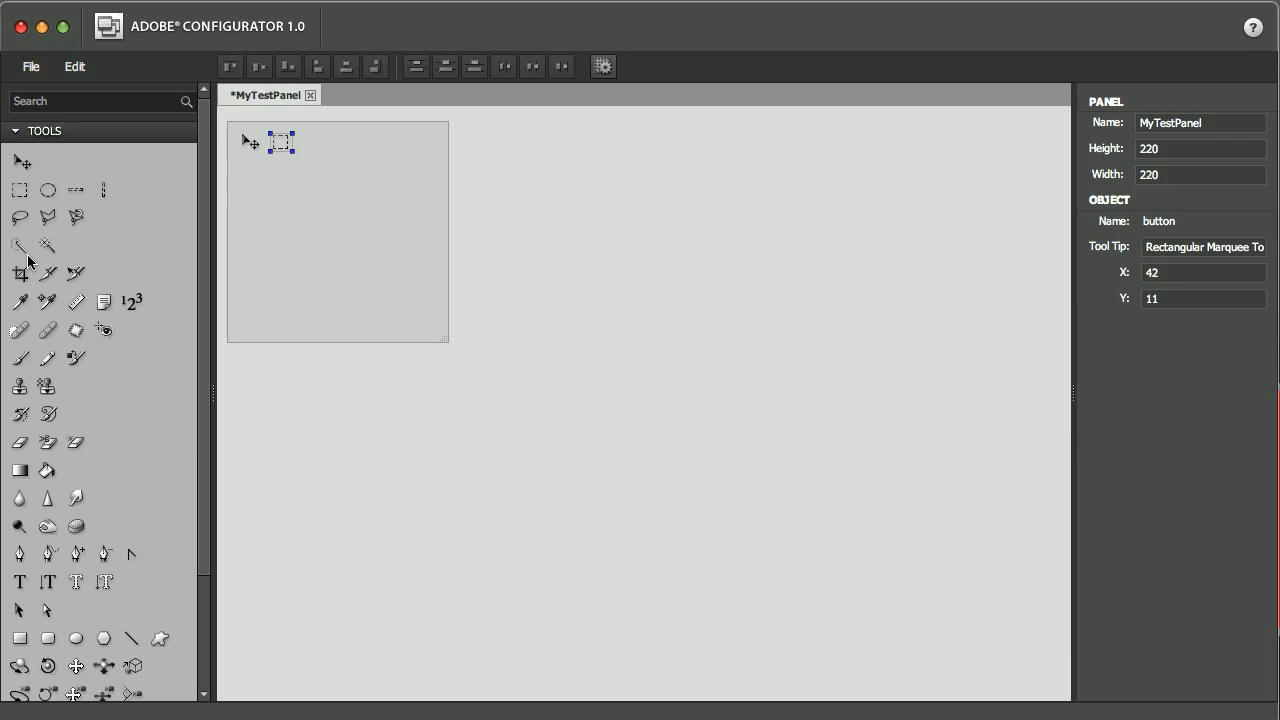 ADOBE® CONFIGURATOR 1.0
?
File Edit
Search
*MyTestPanel
TOOLS
PANEL
Name: MyTestPanel
Height: 220
Width: 220
OBJECT
Name: button
Tool Tip: Rectangular Marquee To
X: 42
Y: 11
123
T T T T